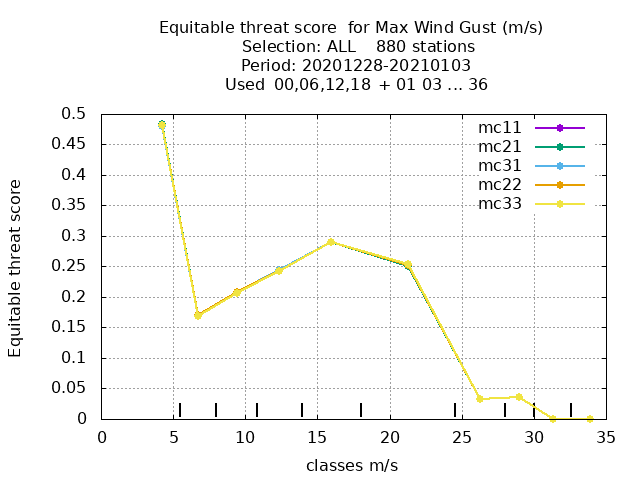 Equitable threat score  for Max Wind Gust (m/s)
Selection: ALL    880 stations
Period: 20201228-20210103
Used  00,06,12,18  + 01 03 ... 36
Equitable threat score
0.5
0.45
0.4
0.35
0.3
0.25
0.2
0.15
0.1
0.05
0
mc11
mc21
mc31
mc22
mc33
0 5 10 15 20 25 30 35
classes m/s